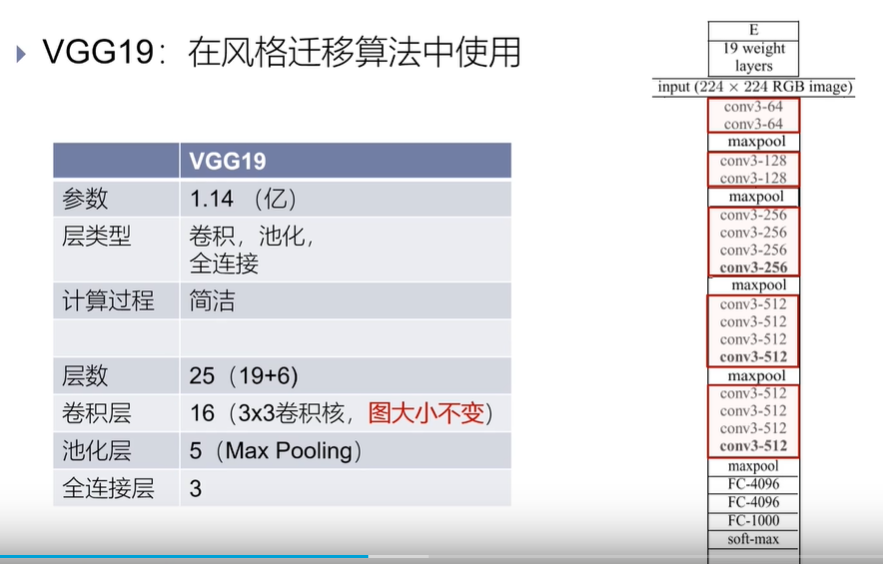 VGG19：在风格迁移算法中使用
VGG19
参数 1.14 （亿）
层类型 卷积，池化，
全连接
计算过程 简洁
层数 25（19+6)
卷积层 16（3x3卷积核，图大小不变）
池化层 5（Max Pooling）
全连接层 3
E
19 weight
layers
input (224 × 224 RGB image)
conv3-64
conv3-64
maxpool
conv3-128
conv3-128
maxpool
conv3-256
conv3-256
conv3-256
conv3-256
maxpool
conv3-512
conv3-512
conv3-512
conv3-512
maxpool
conv3-512
conv3-512
conv3-512
conv3-512
maxpool
FC-4096
FC-4096
FC-1000
soft-max